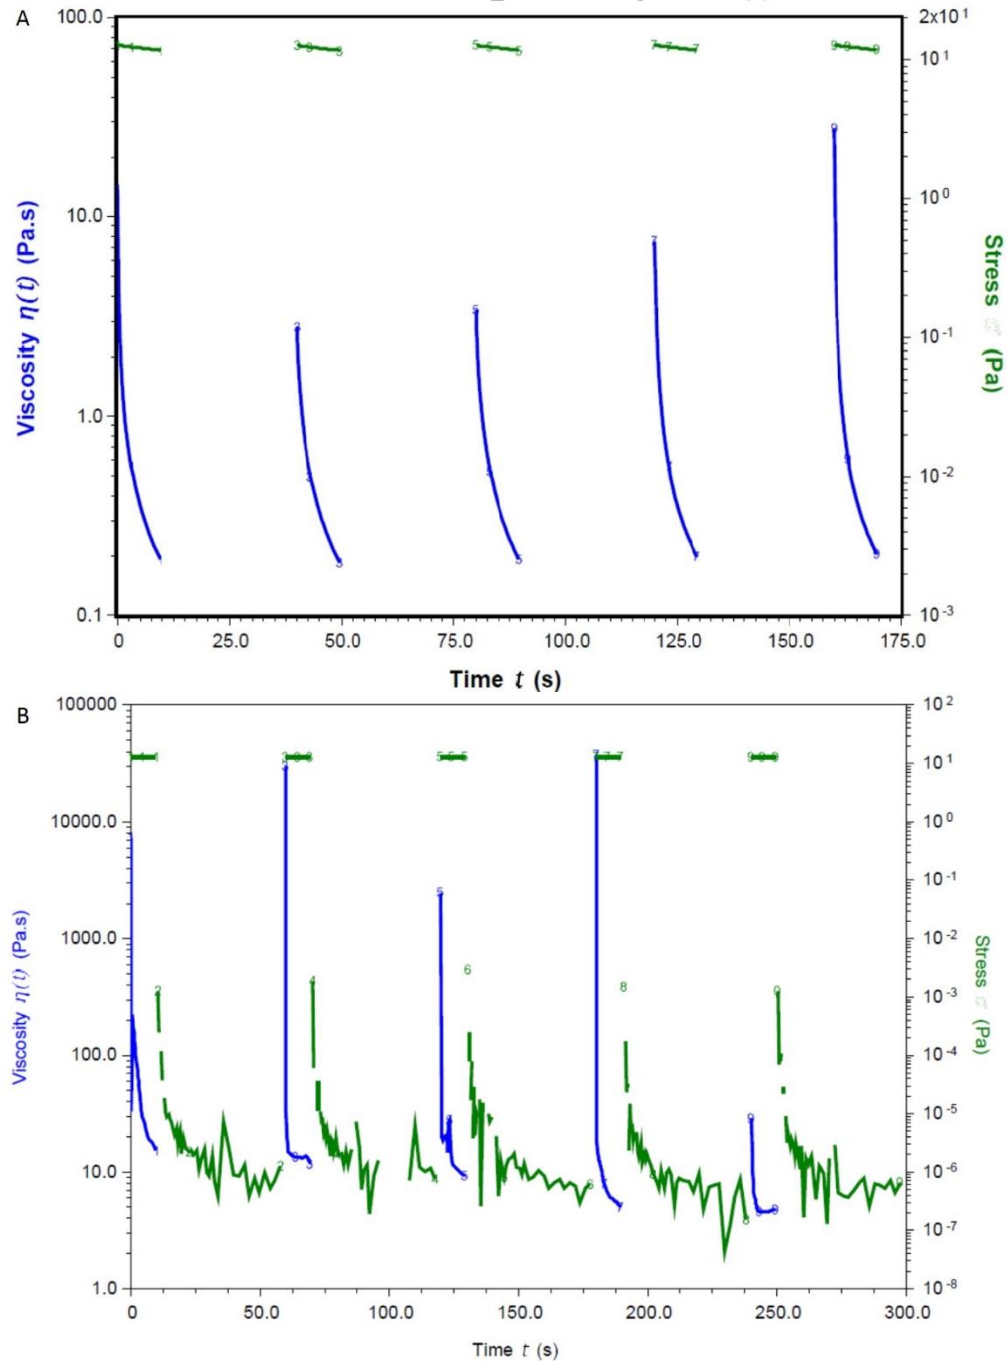 A
100.0
10.0
1.0
0.1
Viscosity η(t) (Pa.s)
2x10¹
10¹
10⁰
10⁻¹
10⁻²
10⁻³
Stress σ (Pa)
0 25.0 50.0 75.0 100.0 125.0 150.0 175.0
Time t (s)
B
100000
10000.0
1000.0
100.0
10.0
1.0
Viscosity η(t) (Pa.s)
10²
10¹
10⁰
10⁻¹
10⁻²
10⁻³
10⁻⁴
10⁻⁵
10⁻⁶
10⁻⁷
10⁻⁸
Stress σ (Pa)
0 50.0 100.0 150.0 200.0 250.0 300.0
Time t (s)